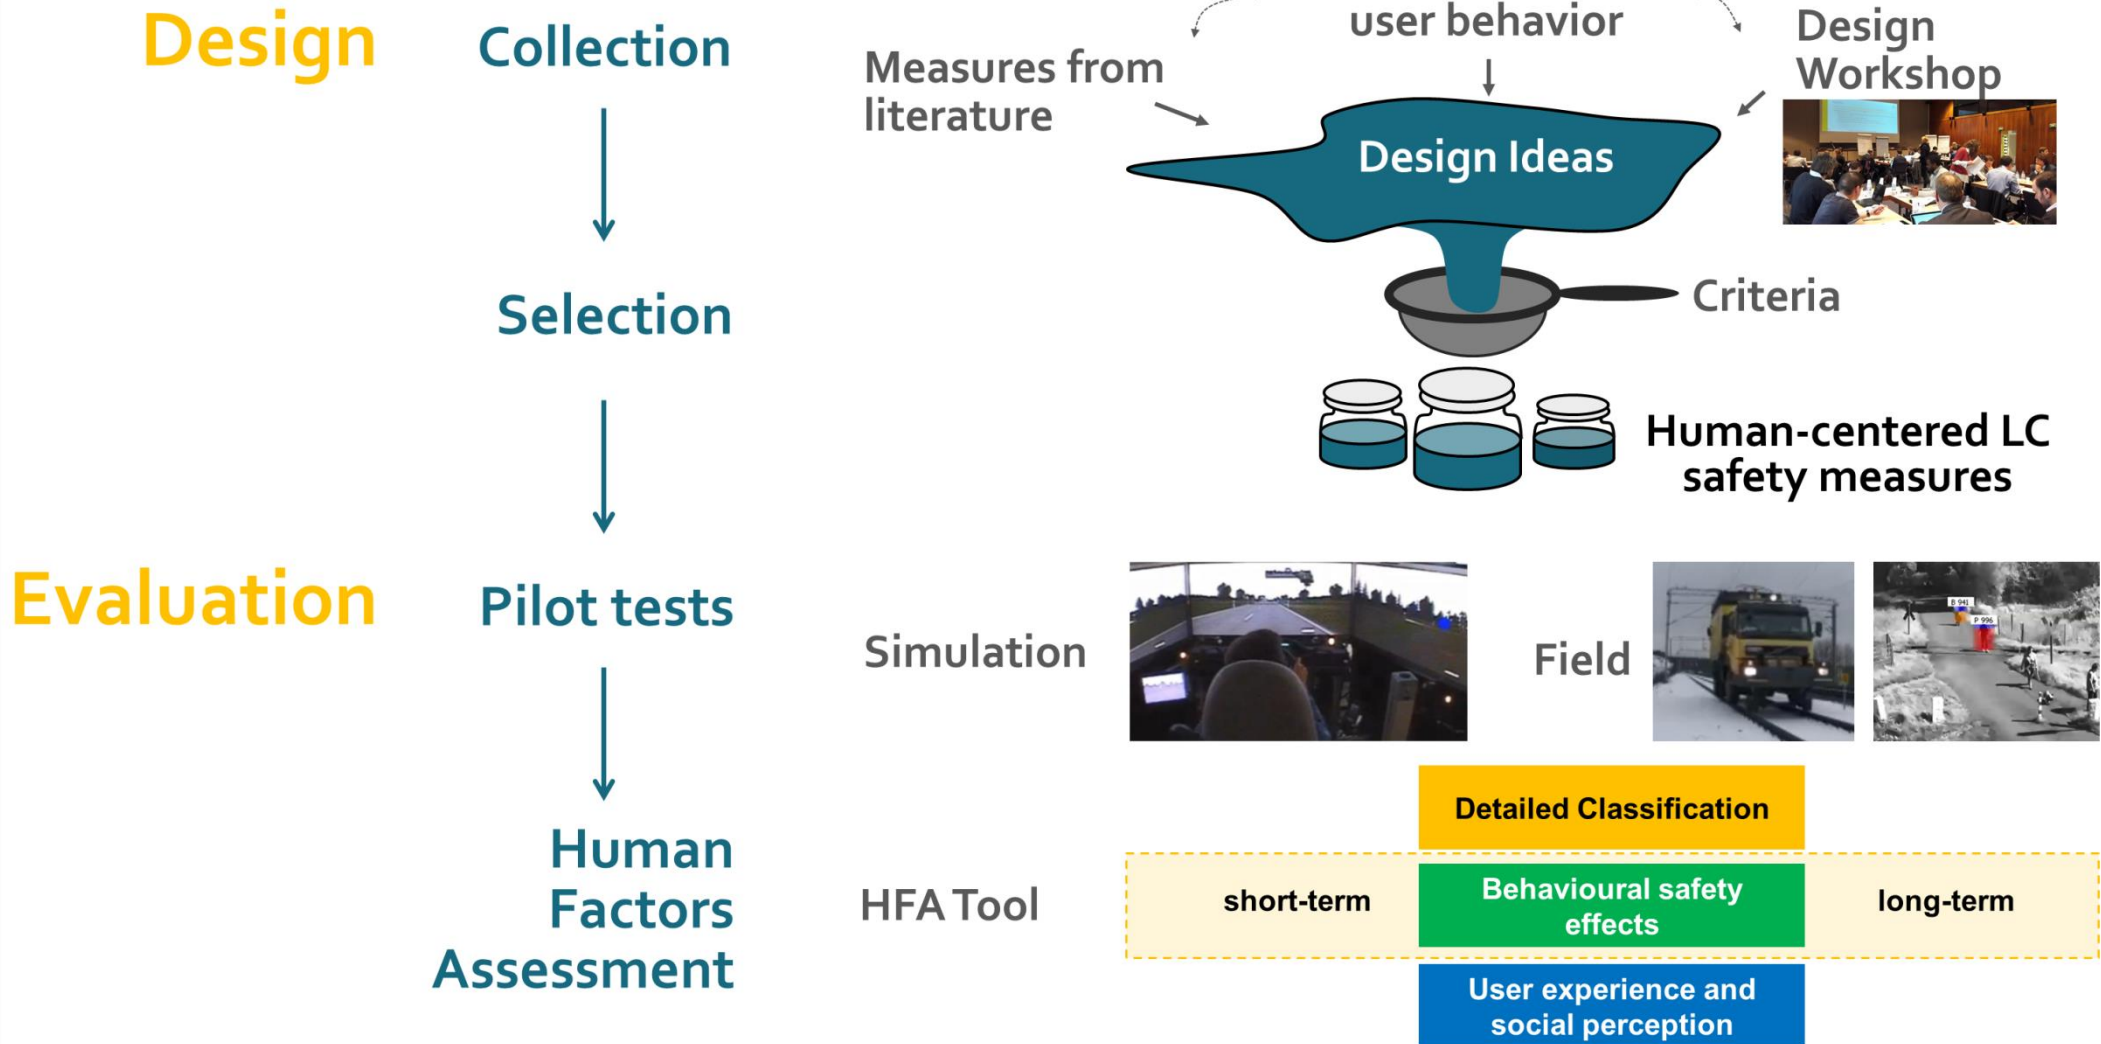 Design
Collection
user behavior
Design
Workshop
Measures from
literature
Design Ideas
Selection
Criteria
Human-centered LC
safety measures
Evaluation
Pilot tests
Simulation
Field
B 941
P 996
Detailed Classification
Human
Factors
Assessment
HFA Tool
short-term
Behavioural safety
effects
long-term
User experience and
social perception